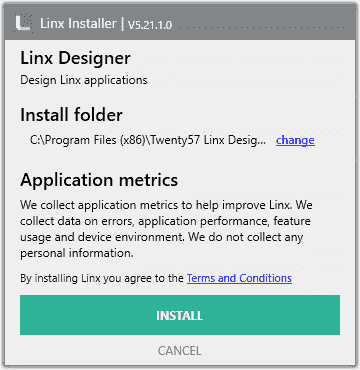 Linx Installer | V5.21.1.0
Linx Designer
Design Linx applications
Install folder
C:\Program Files (x86)\Twenty57 Linx Desig... change
Application metrics
We collect application metrics to help improve Linx. We
collect data on errors, application performance, feature
usage and device environment. We do not collect any
personal information.
By installing Linx you agree to the Terms and Conditions
INSTALL
CANCEL